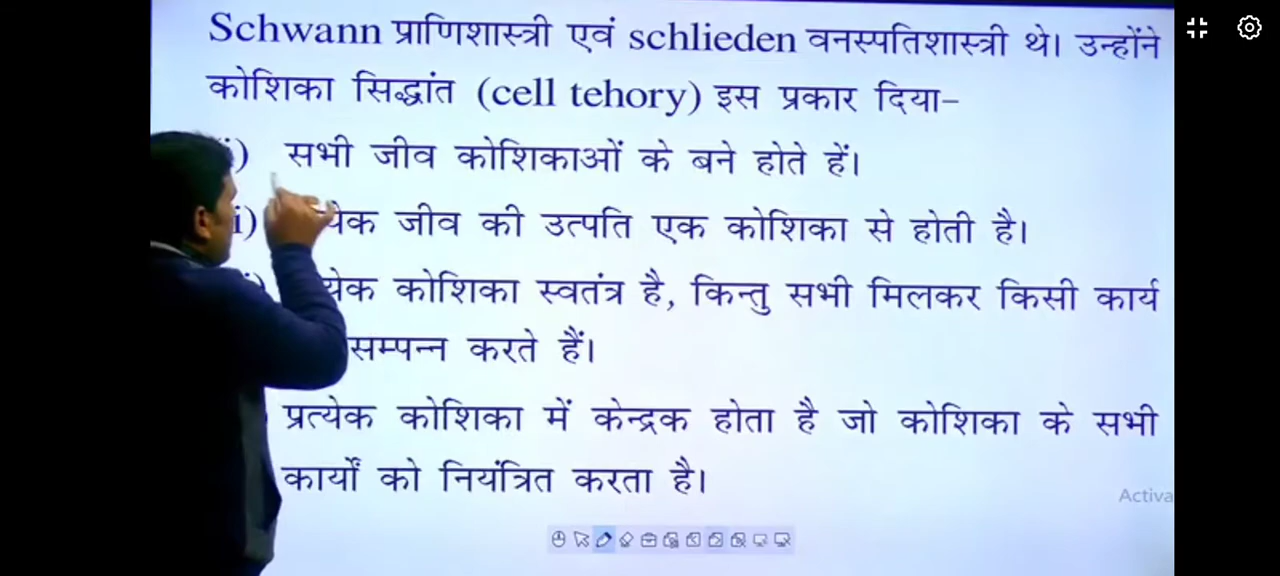 Schwann प्राणिशास्त्री एवं schlieden वनस्पतिशास्त्री थे। उन्होंने
कोशिका सिद्धांत (cell tehory) इस प्रकार दिया–
सभी जीव कोशिकाओं के बने होते हें।
जीव की उत्पति एक कोशिका से होती है।
कोशिका स्वतंत्र है, किन्तु सभी मिलकर किसी कार्य
सम्पन्न करते हैं।
प्रत्येक कोशिका में केन्द्रक होता है जो कोशिका के सभी
कार्यों को नियंत्रित करता है।
Activa